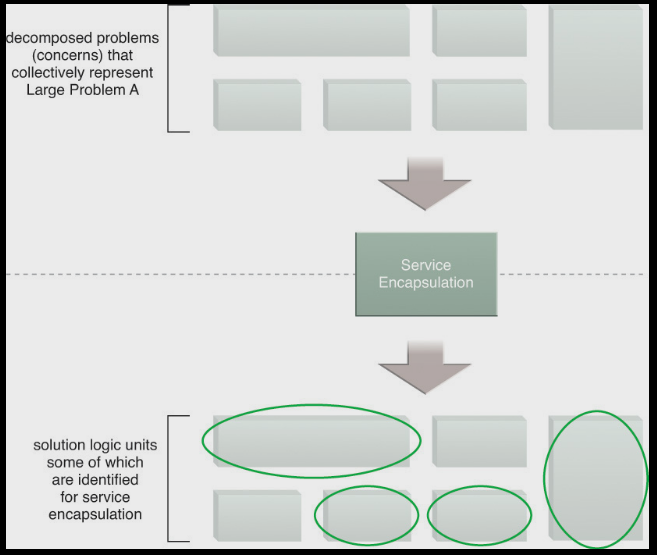 decomposed problems
(concerns) that
collectively represent
Large Problem A
Service
Encapsulation
solution logic units
some of which
are identified
for service
encapsulation